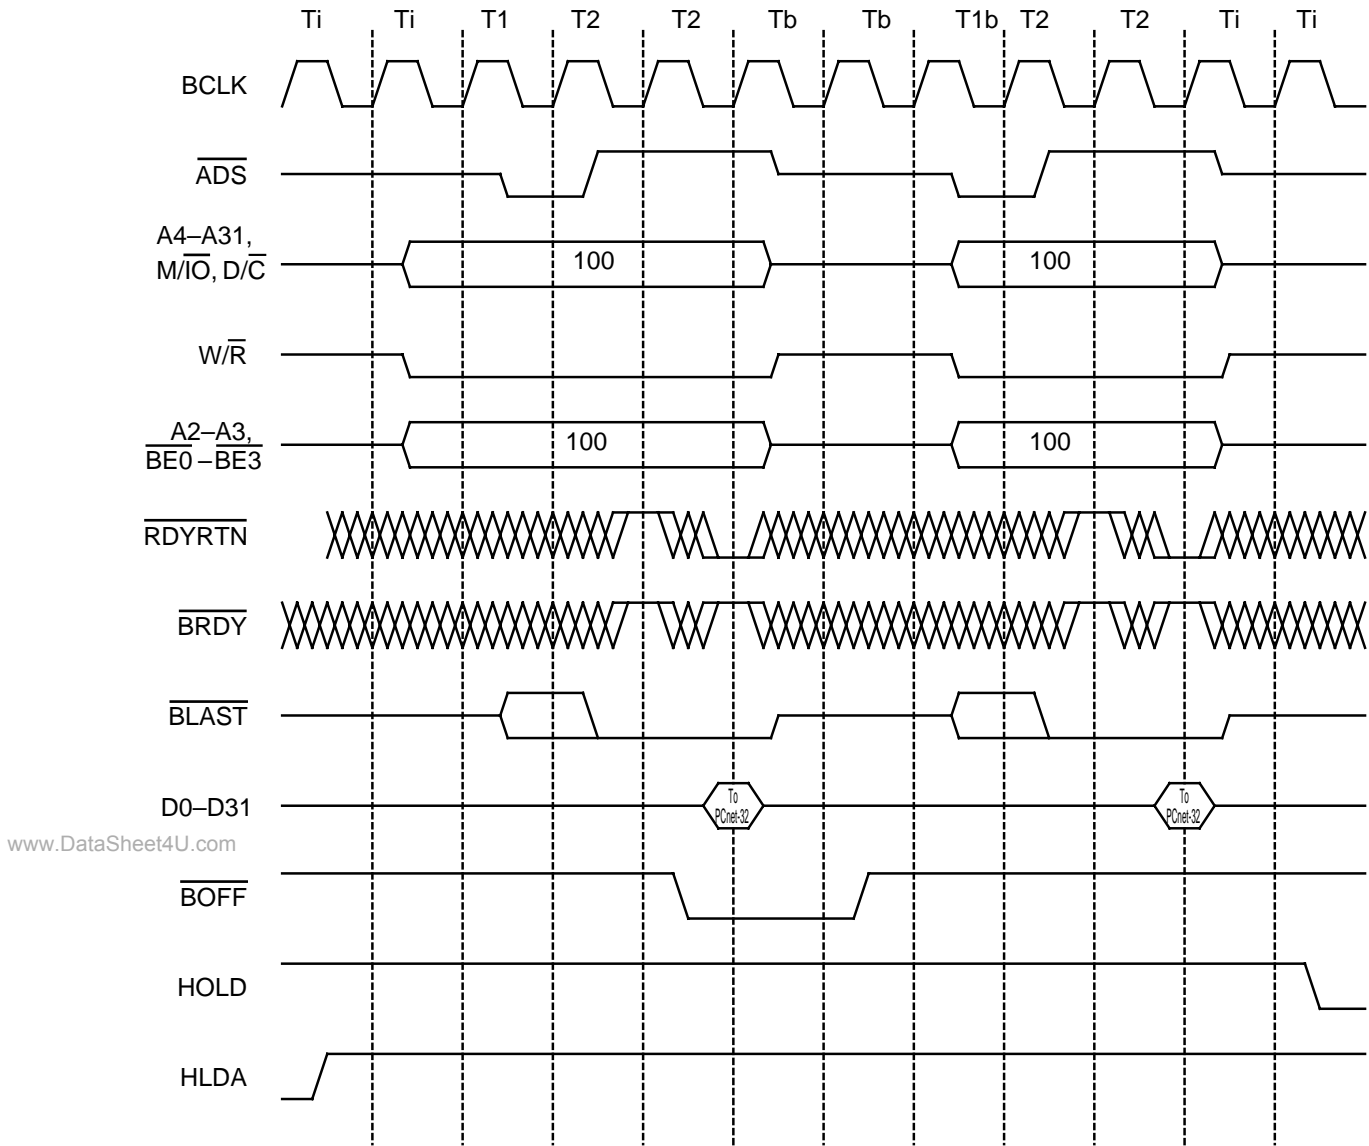 Ti Ti T1 T2 T2 Tb Tb T1b T2 T2 Ti Ti
BCLK
ADS
A4–A31,
M/IO, D/C
100 100
W/R
A2–A3,
BE0–BE3
100 100
RDYRTN
BRDY
BLAST
D0–D31
To
PCnet-32
To
PCnet-32
www.DataSheet4U.com
BOFF
HOLD
HLDA